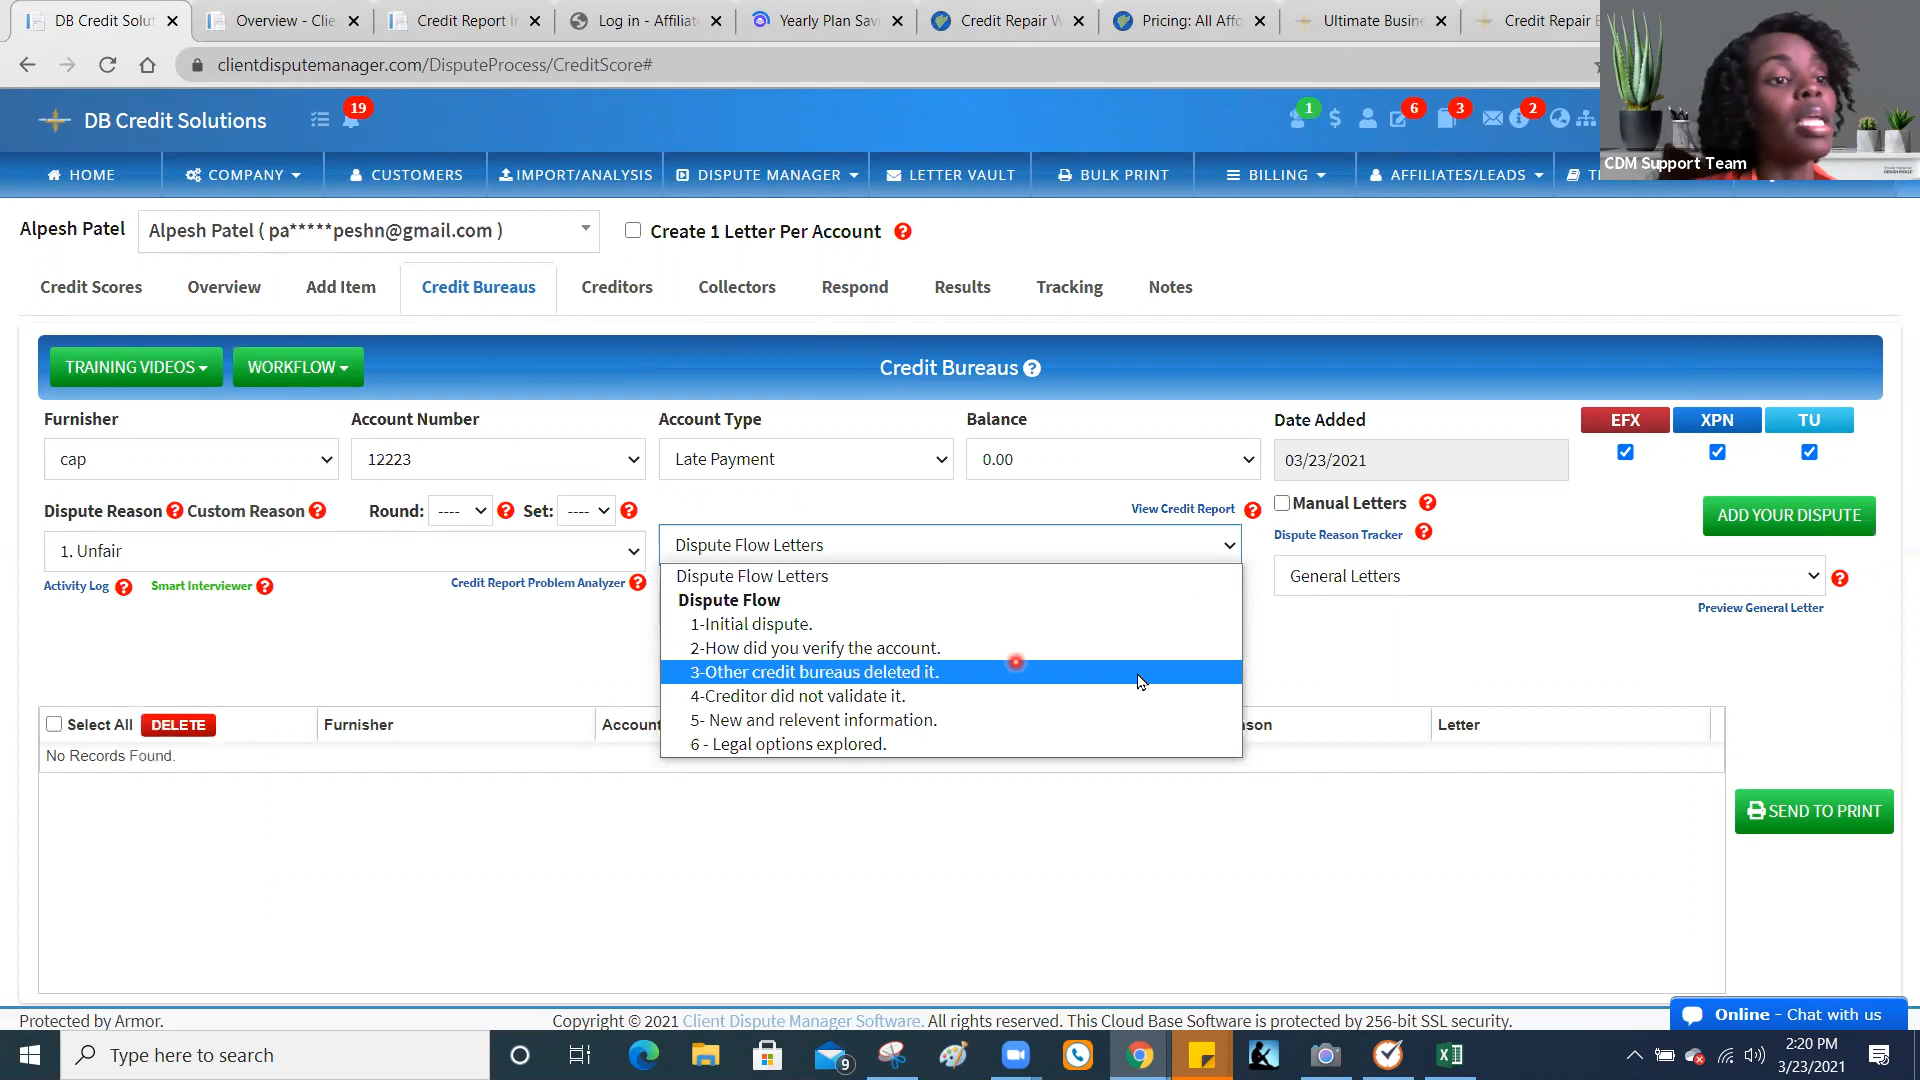 DB Credit Solut
Overview - Clie
Credit Report I
Log in - Affiliat
Yearly Plan Sav
Credit Repair W
Pricing: All Affo
Ultimate Busin
Credit Repair
clientdisputemanager.com/DisputeProcess/CreditScore#
DB Credit Solutions
19
1
6
3
2
CDM Support Team
HOME
COMPANY
CUSTOMERS
IMPORT/ANALYSIS
DISPUTE MANAGER
LETTER VAULT
BULK PRINT
BILLING
AFFILIATES/LEADS
Alpesh Patel
Alpesh Patel ( pa*****peshn@gmail.com )
Create 1 Letter Per Account
Credit Scores
Overview
Add Item
Credit Bureaus
Creditors
Collectors
Respond
Results
Tracking
Notes
TRAINING VIDEOS
WORKFLOW
Credit Bureaus
Furnisher
Account Number
Account Type
Balance
Date Added
EFX
XPN
TU
cap
12223
Late Payment
0.00
03/23/2021
Dispute Reason
Custom Reason
Round: ----
Set: ----
View Credit Report
Manual Letters
ADD YOUR DISPUTE
Dispute Reason Tracker
1. Unfair
Dispute Flow Letters
General Letters
Activity Log
Smart Interviewer
Credit Report Problem Analyzer
Preview General Letter
Dispute Flow Letters
Dispute Flow
1-Initial dispute.
2-How did you verify the account.
3-Other credit bureaus deleted it.
4-Creditor did not validate it.
5- New and relevent information.
6 - Legal options explored.
Select All
DELETE
Furnisher
Account
son
Letter
No Records Found.
SEND TO PRINT
Protected by Armor.
Copyright © 2021 Client Dispute Manager Software. All rights reserved. This Cloud Base Software is protected by 256-bit SSL security.
Online - Chat with us
Type here to search
9
2:20 PM
3/23/2021